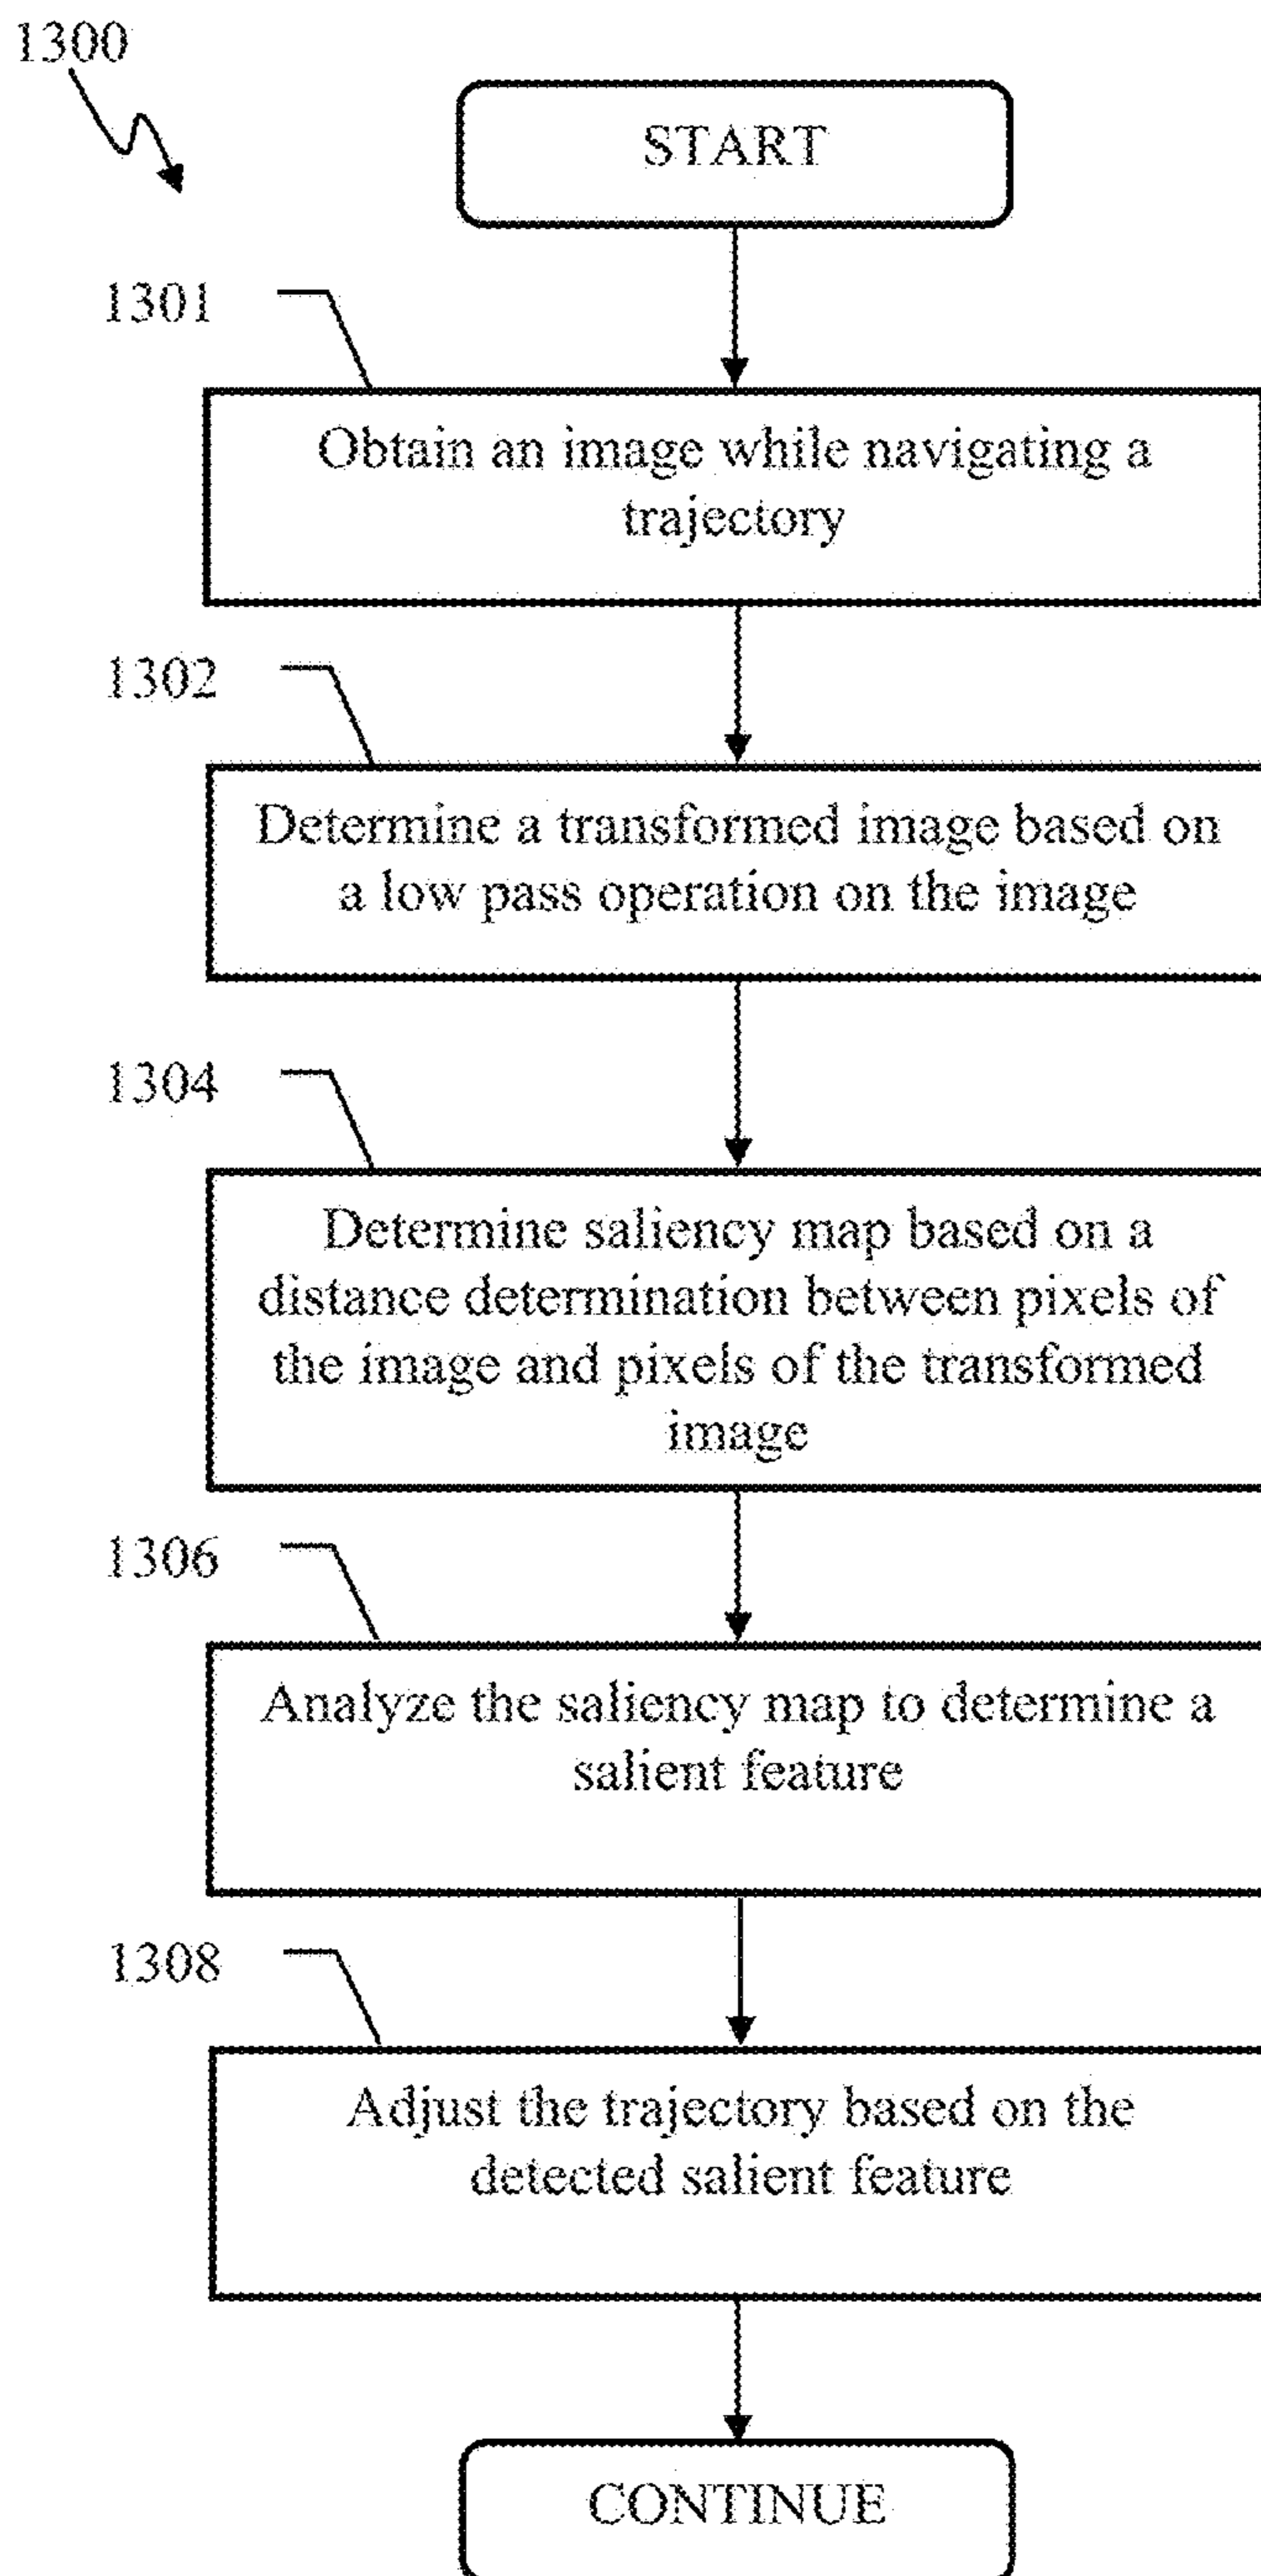 1300
START
1301
Obtain an image while navigating a
trajectory
1302
Determine a transformed image based on
a low pass operation on the image
1304
Determine saliency map based on a
distance determination between pixels of
the image and pixels of the transformed
image
1306
Analyze the saliency map to determine a
salient feature
1308
Adjust the trajectory based on the
detected salient feature
CONTINUE